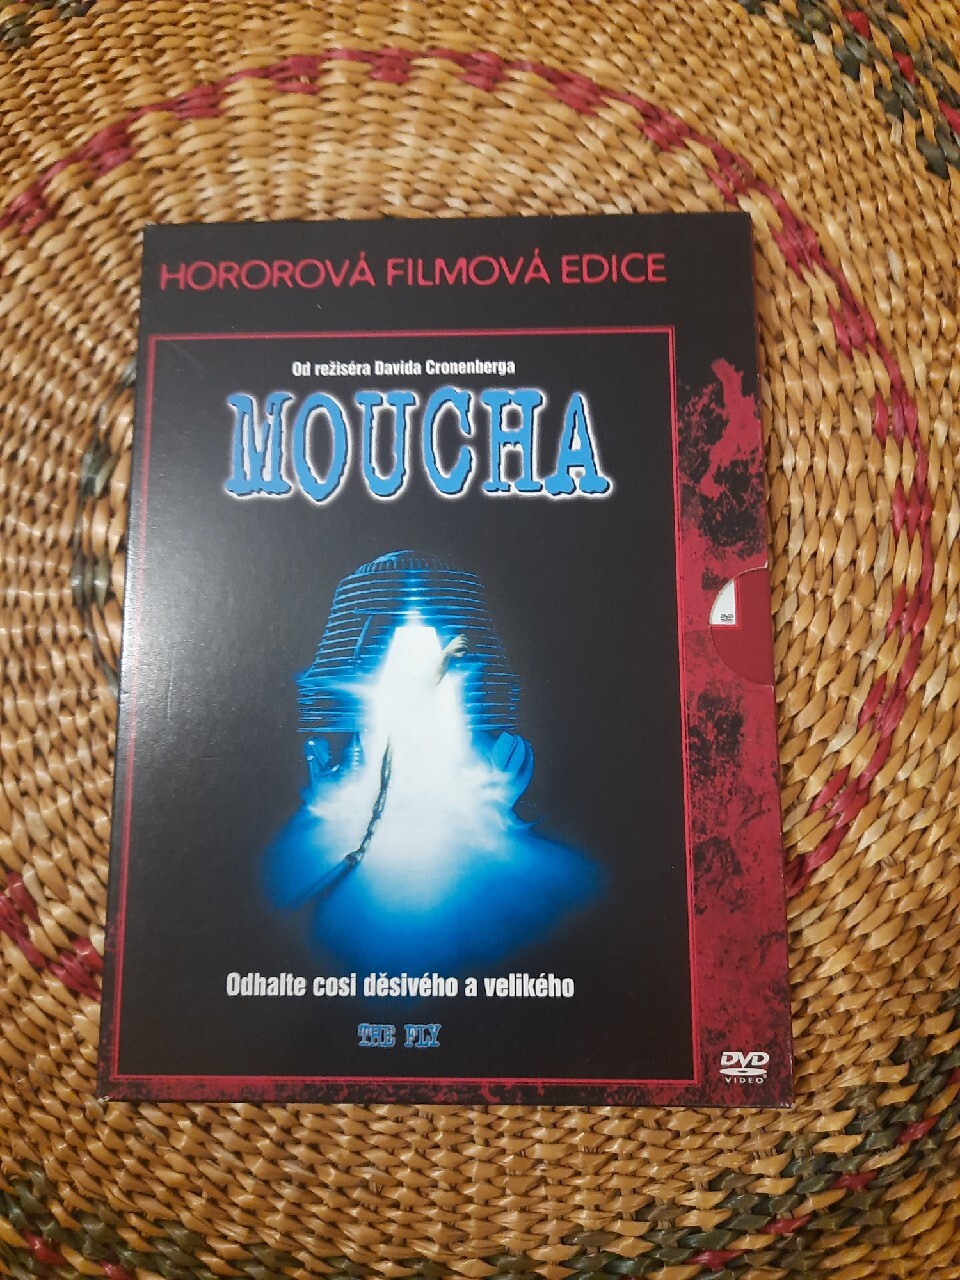 HOROROVÁ FILMOVÁ EDICE
Od režiséra Davida Cronenberga
MOUCHA
Odhalte cosi děsivého a velikého
THE FLY
DVD
VIDEO